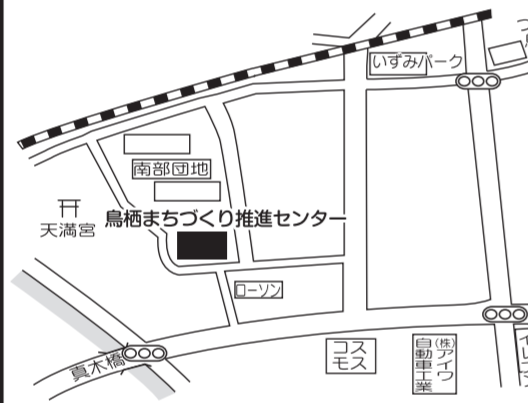 いずみパーク
南部団地
鳥栖まちづくり推進センター
天満宮
ローソン
真木橋
コス
モス
㈱アイワ
自動車工業